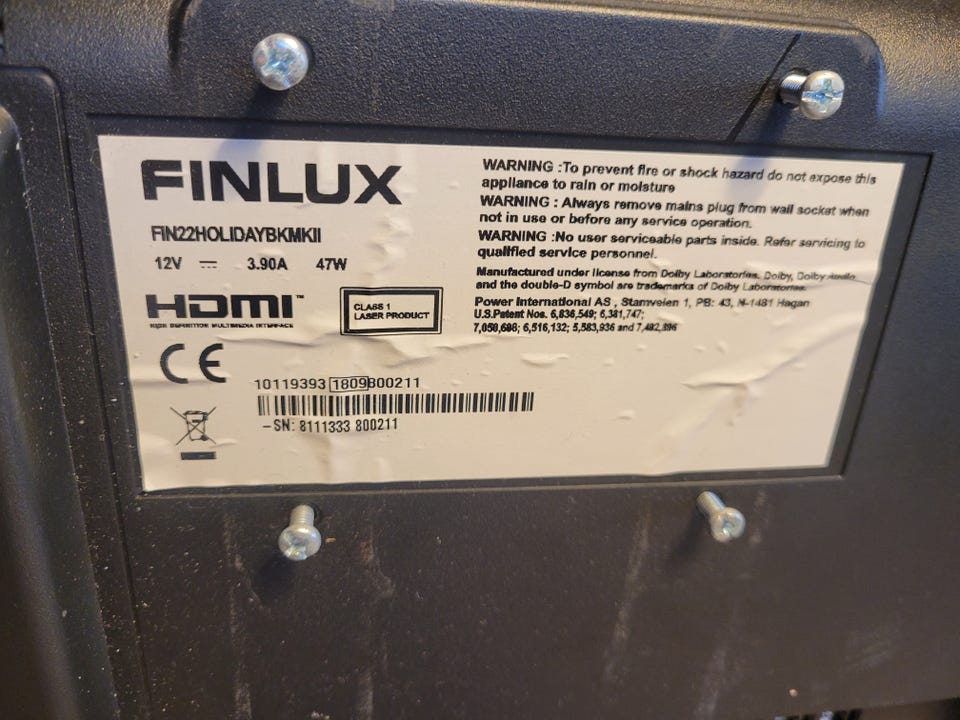 FINLUX
FIN22HOLIDAYBKMKII
12V ⎓ 3.90A 47W
HDMI™
HIGH DEFINITION MULTIMEDIA INTERFACE
CLASS 1
LASER PRODUCT
CE
10119393 1809800211
-SN: 8111333 800211
WARNING :To prevent fire or shock hazard do not expose this
appliance to rain or moisture
WARNING : Always remove mains plug from wall socket when
not in use or before any service operation.
WARNING :No user serviceable parts inside. Refer servicing to
qualified service personnel.
Manufactured under license from Dolby Laboratories. Dolby, Dolby Audio
and the double-D symbol are trademarks of Dolby Laboratories.
Power International AS , Stamveien 1, PB: 43, N-1481 Hagan
U.S.Patent Nos. 6,836,549; 6,381,747;
7,050,698; 6,516,132; 5,583,936 and 7,492,896